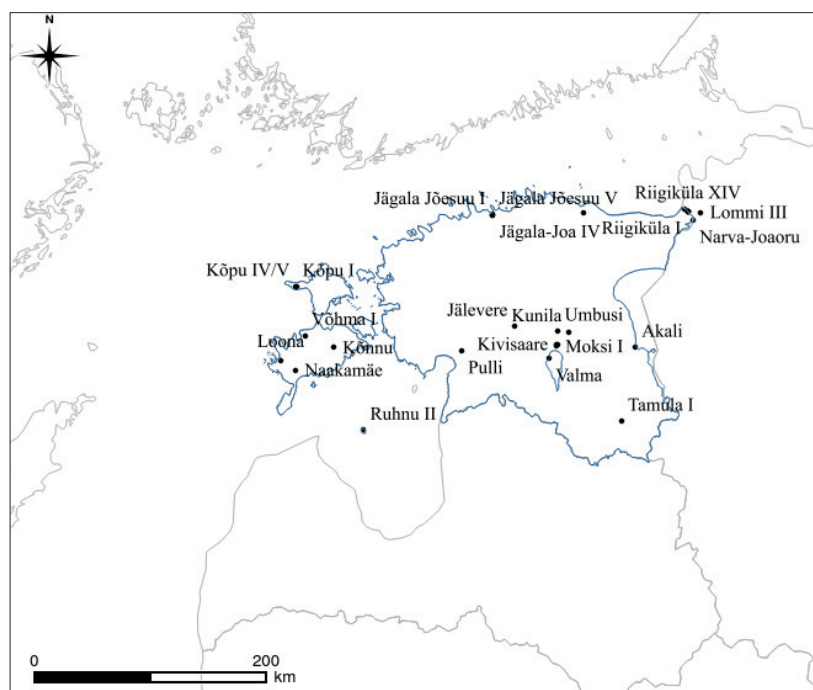 N
Jägala Jõesuu I
Jägala Jõesuu V
Riigiküla XIV
Lommi III
Jägala-Joa IV
Riigiküla I
Narva-Joaoru
Kõpu IV/V
Kõpu I
Võhma I
Jälevere
Kunila
Umbusi
Loona
Kõnnu
Kivisaare
Moksi I
Akali
Naakamäe
Pulli
Valma
Ruhnu II
Tamula I
0
200
km